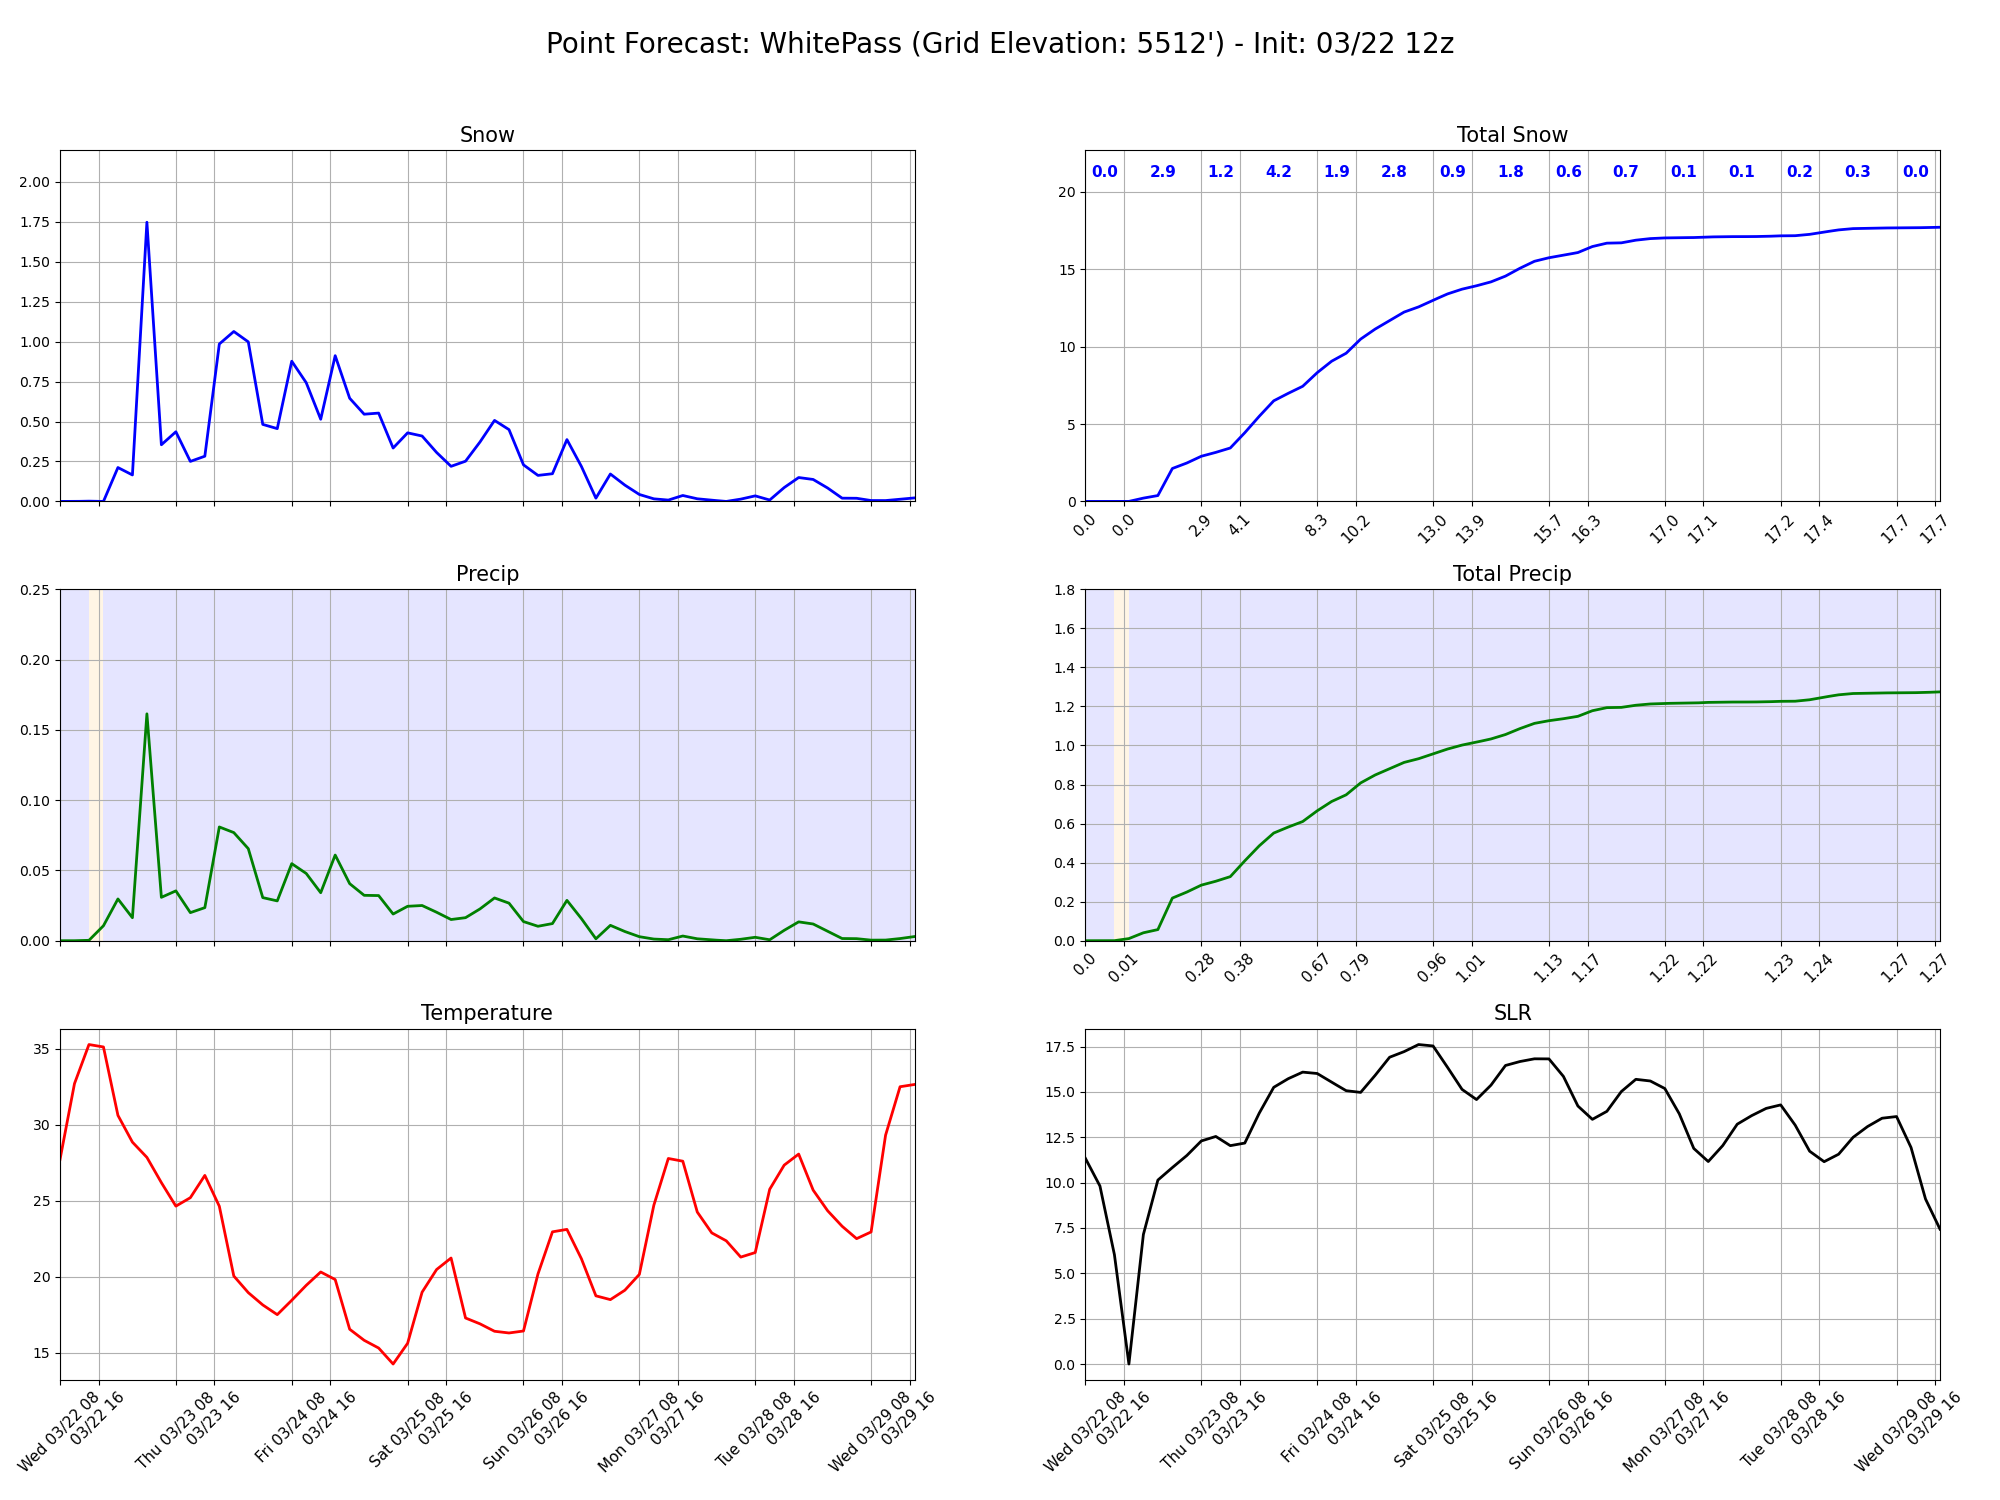 Point Forecast: WhitePass (Grid Elevation: 5512') - Init: 03/22 12z
Snow
2.00
1.75
1.50
1.25
1.00
0.75
0.50
0.25
0.00
Total Snow
0.0 2.9 1.2 4.2 1.9 2.8 0.9 1.8 0.6 0.7 0.1 0.1 0.2 0.3 0.0
20
15
10
5
0
0.0 0.0 2.9 4.1 8.3 10.2 13.0 13.9 15.7 16.3 17.0 17.1 17.2 17.4 17.7 17.7
Precip
0.25
0.20
0.15
0.10
0.05
0.00
Total Precip
1.8
1.6
1.4
1.2
1.0
0.8
0.6
0.4
0.2
0.0
0.0 0.01 0.28 0.38 0.67 0.79 0.96 1.01 1.13 1.17 1.22 1.22 1.23 1.24 1.27 1.27
Temperature
35
30
25
20
15
Wed 03/22 08
03/22 16
Thu 03/23 08
03/23 16
Fri 03/24 08
03/24 16
Sat 03/25 08
03/25 16
Sun 03/26 08
03/26 16
Mon 03/27 08
03/27 16
Tue 03/28 08
03/28 16
Wed 03/29 08
03/29 16
SLR
17.5
15.0
12.5
10.0
7.5
5.0
2.5
0.0
Wed 03/22 08
03/22 16
Thu 03/23 08
03/23 16
Fri 03/24 08
03/24 16
Sat 03/25 08
03/25 16
Sun 03/26 08
03/26 16
Mon 03/27 08
03/27 16
Tue 03/28 08
03/28 16
Wed 03/29 08
03/29 16